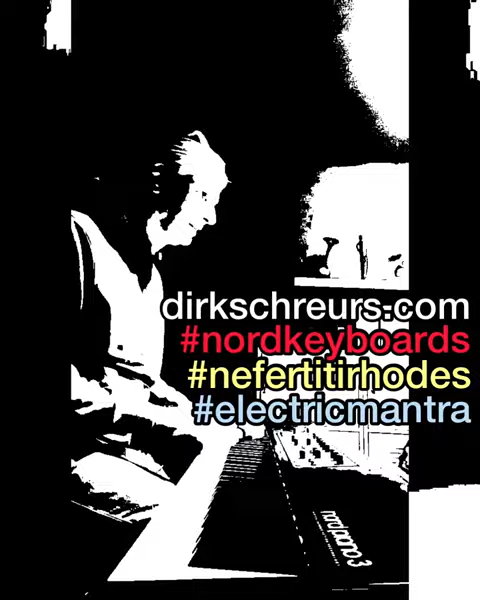 dirkschreurs.com
#nordkeyboards
#nefertitirhodes
#electricmantra
nord piano 3